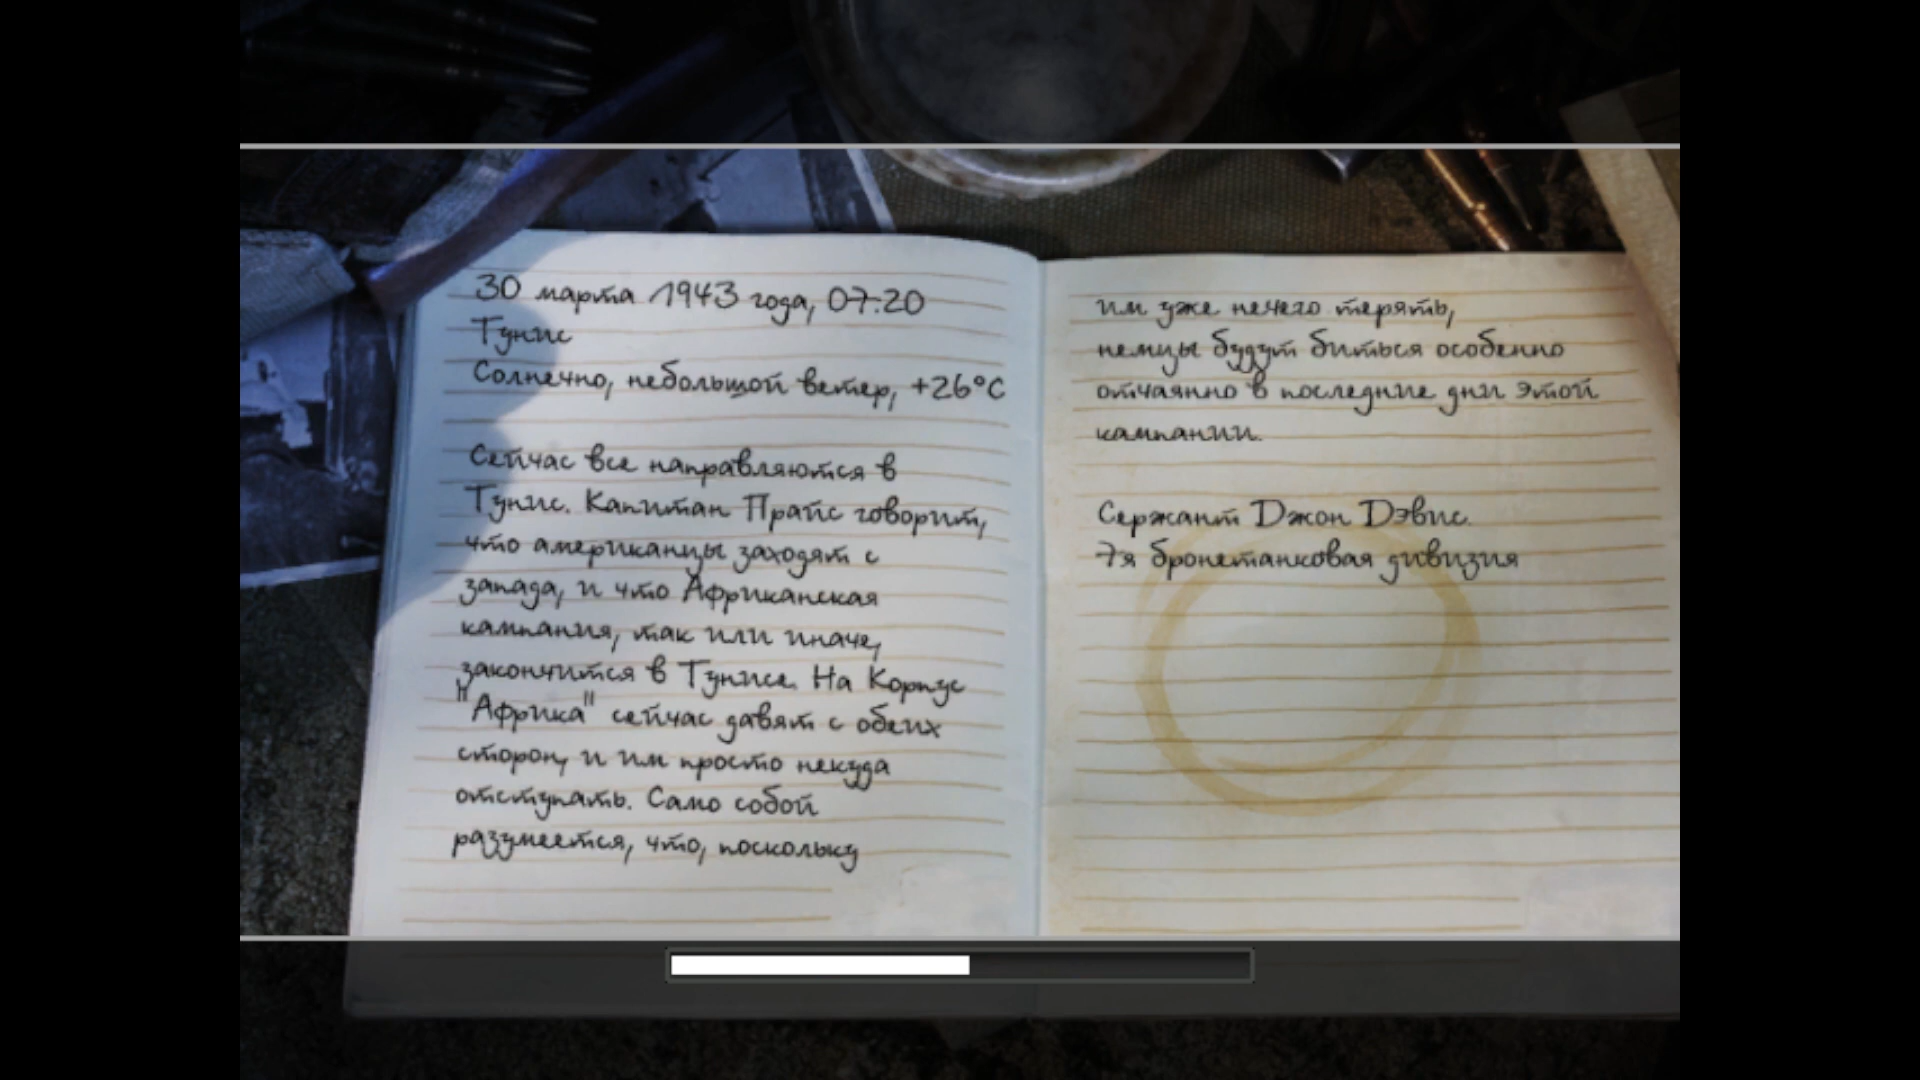 30 марта 1943 года, 07:20
Тунис
Солнечно, небольшой ветер, +26°C
Сейчас все направляются в
Тунис. Капитан Прайс говорит,
что американцы заходят с
запада, и что Африканская
кампания, так или иначе,
закончится в Тунисе. На Корпус
"Африка" сейчас давят с обеих
сторон, и им просто некуда
отступать. Само собой
разумеется, что, поскольку
им уже нечего терять,
немцы будут биться особенно
отчаянно в последние дни этой
кампании.
Сержант Джон Дэвис.
7я бронетанковая дивизия